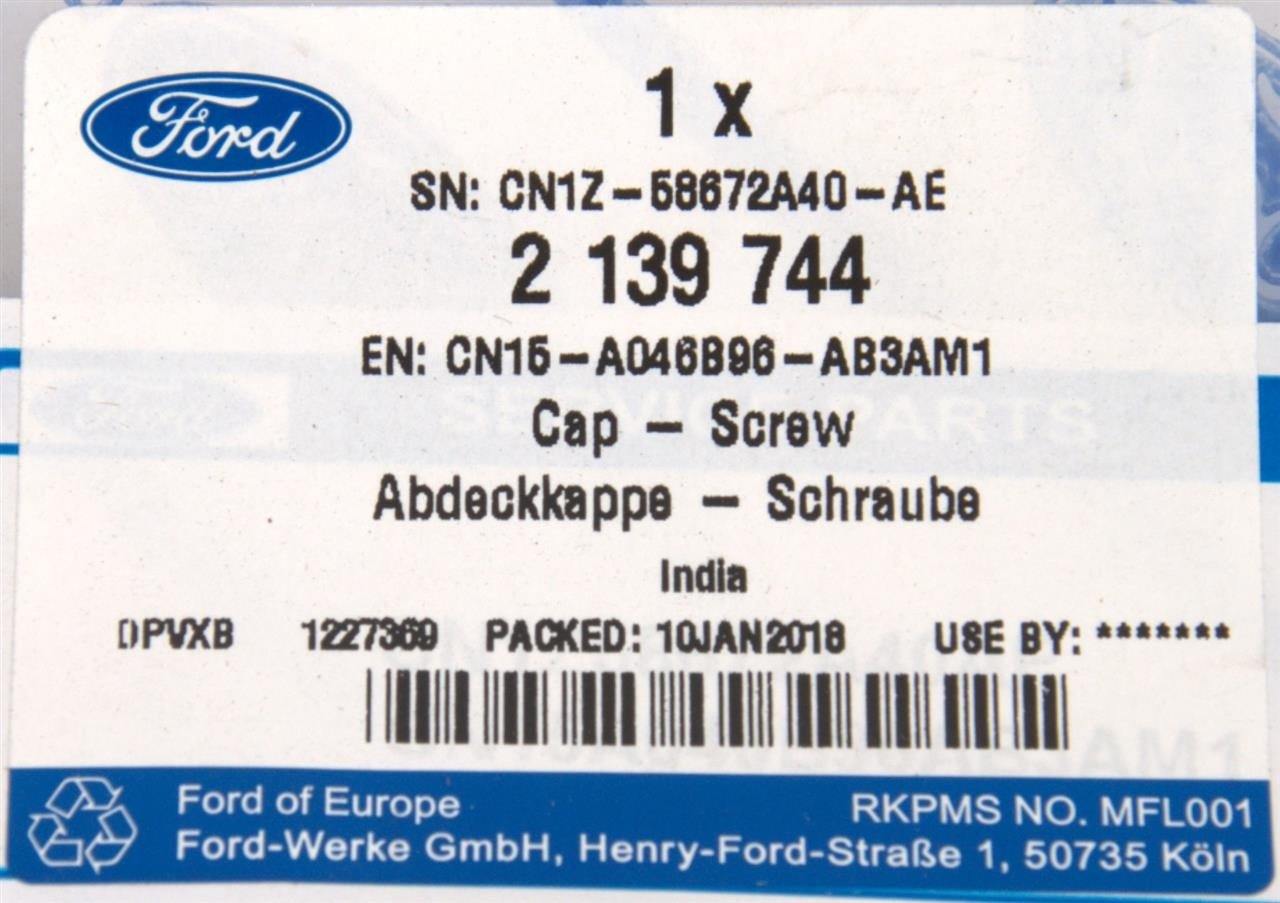 Ford
1 x
SN: CN1Z-58672A40-AE
2 139 744
EN: CN15-A046B96-AB3AM1
SERVICE PARTS
Cap - Screw
Abdeckkappe - Schraube
India
DPVXB 1227369 PACKED: 10JAN2018 USE BY: *******
Ford of Europe
RKPMS NO. MFL001
Ford-Werke GmbH, Henry-Ford-Straße 1, 50735 Köln